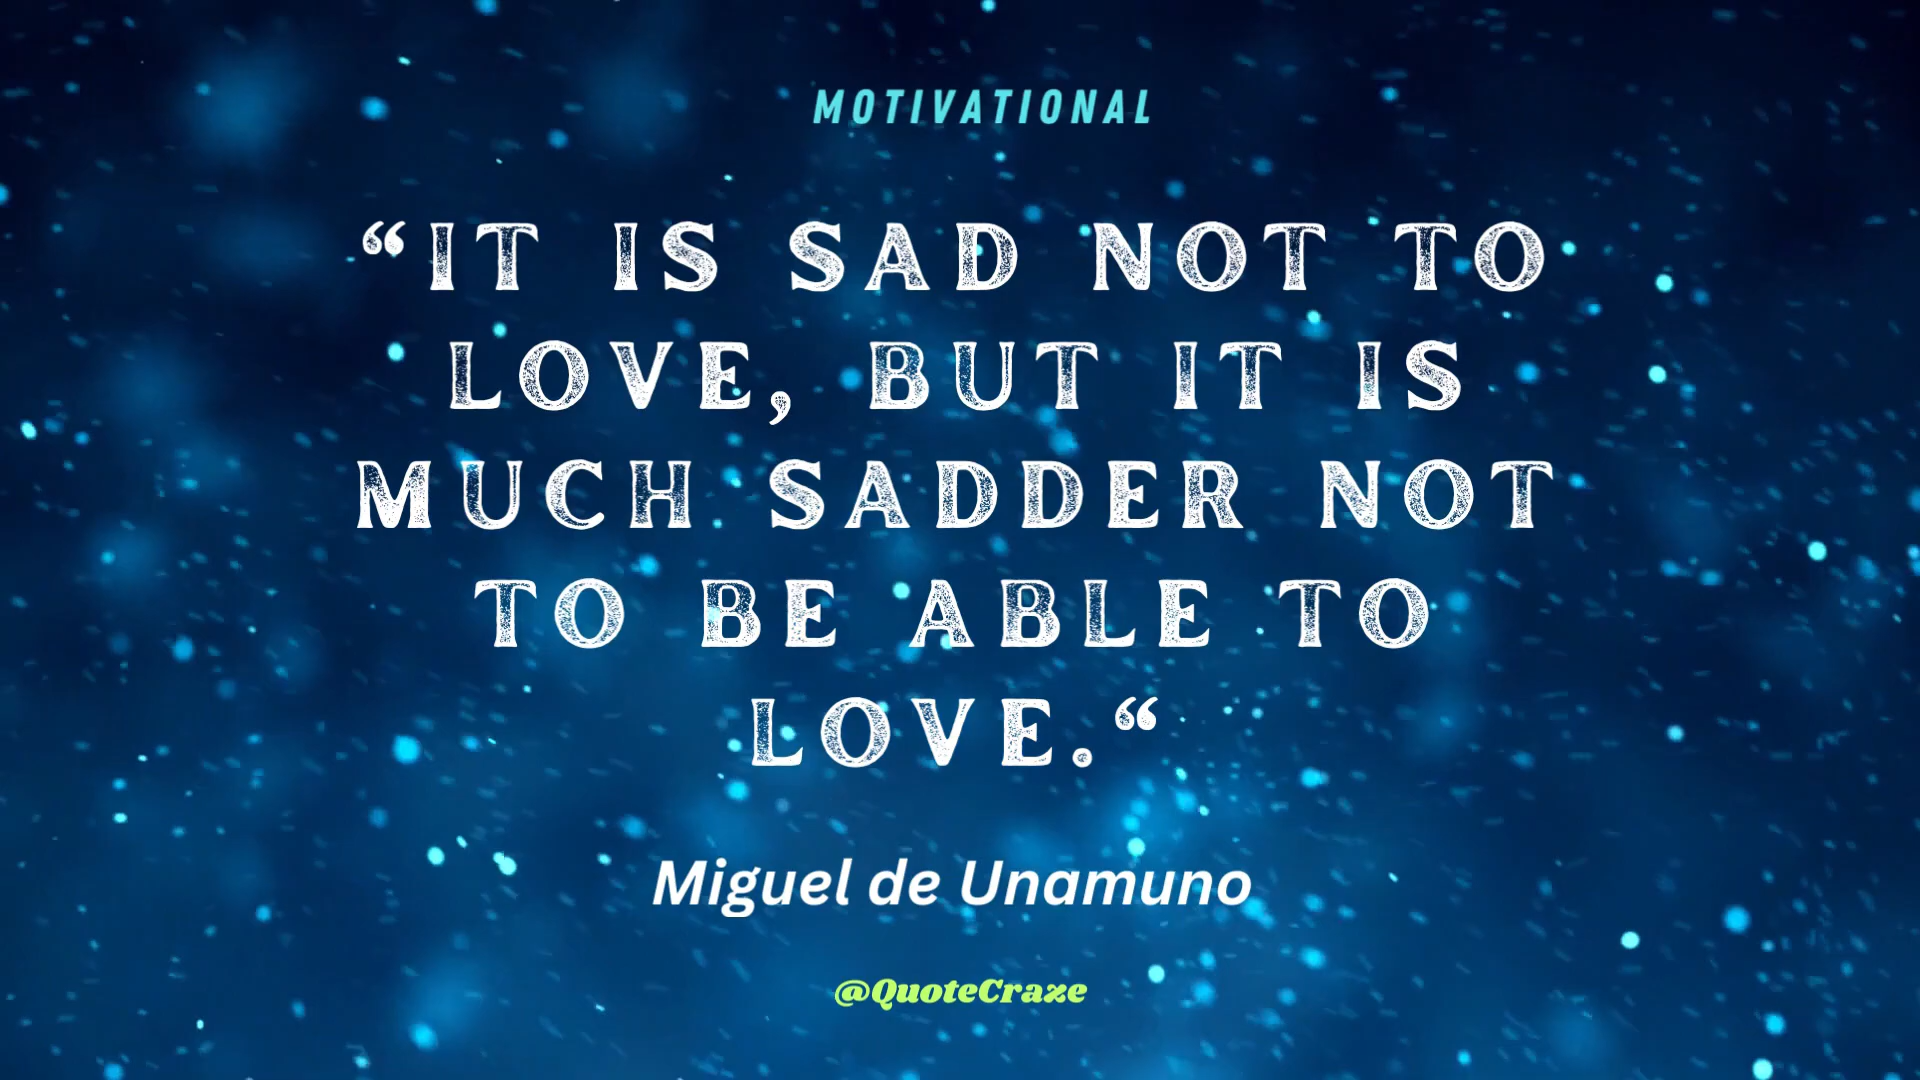 MOTIVATIONAL
“IT IS SAD NOT TO
LOVE, BUT IT IS
MUCH SADDER NOT
TO BE ABLE TO
LOVE.“
Miguel de Unamuno
@QuoteCraze